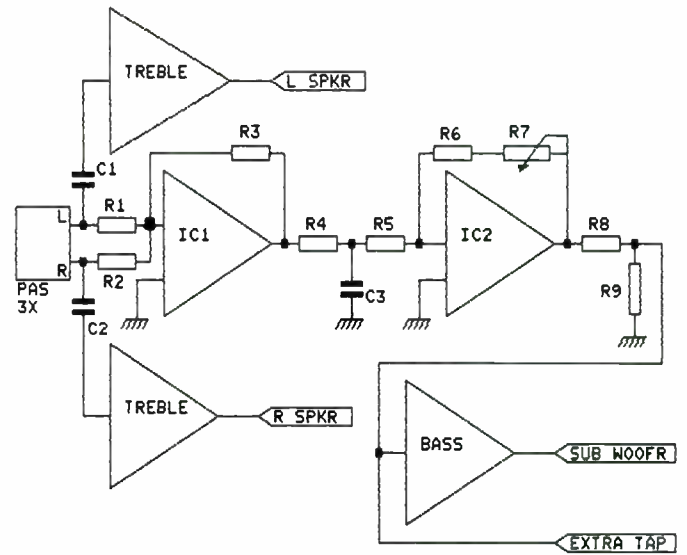 TREBLE
L SPKR
C1
R3
R6
R7
L
R1
IC1
R4
R5
IC2
R8
R
R2
PAS
3X
C2
C3
R9
TREBLE
R SPKR
BASS
SUB WOOFR
EXTRA TAP